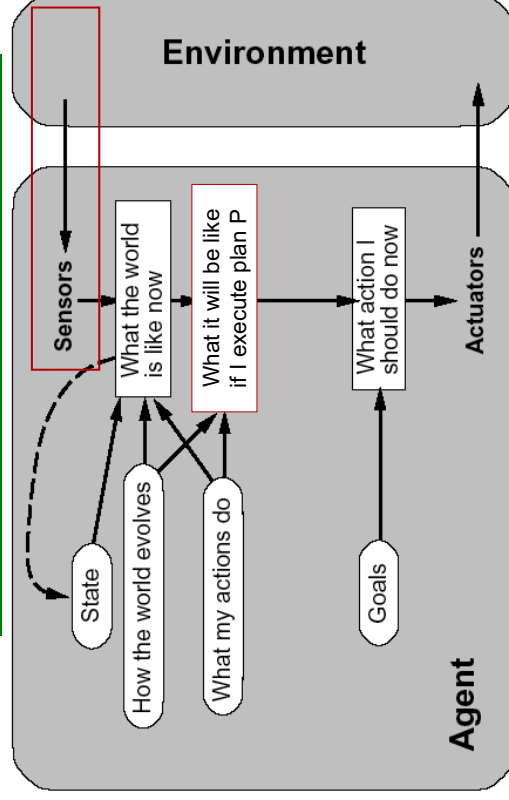 Environment
Sensors
What the world
is like now
What it will be like
if I execute plan P
What action I
should do now
Actuators
State
How the world evolves
What my actions do
Goals
Agent